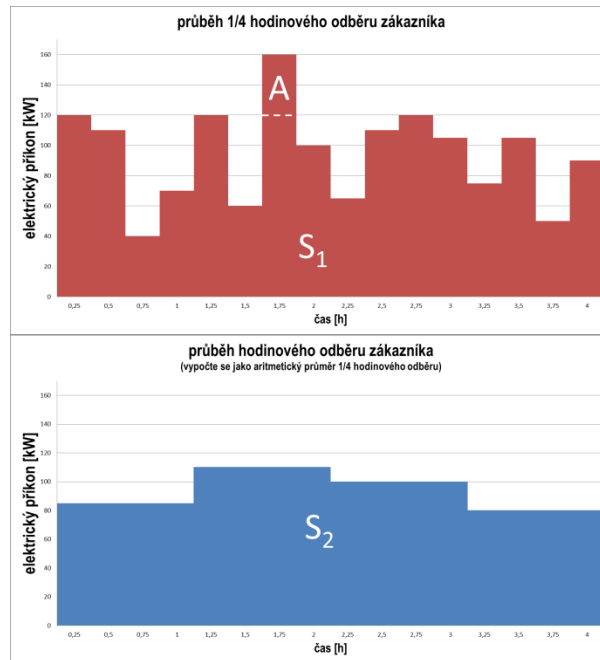 průběh 1/4 hodinového odběru zákazníka
elektrický příkon [kW]
160
140
120
100
80
60
40
20
0
A
S₁
0,25 0,5 0,75 1 1,25 1,5 1,75 2 2,25 2,5 2,75 3 3,25 3,5 3,75 4
čas [h]
průběh hodinového odběru zákazníka
(vypočte se jako aritmetický průměr 1/4 hodinového odběru)
elektrický příkon [kW]
160
140
120
100
80
60
40
20
0
S₂
0,25 0,5 0,75 1 1,25 1,5 1,75 2 2,25 2,5 2,75 3 3,25 3,5 3,75 4
čas [h]